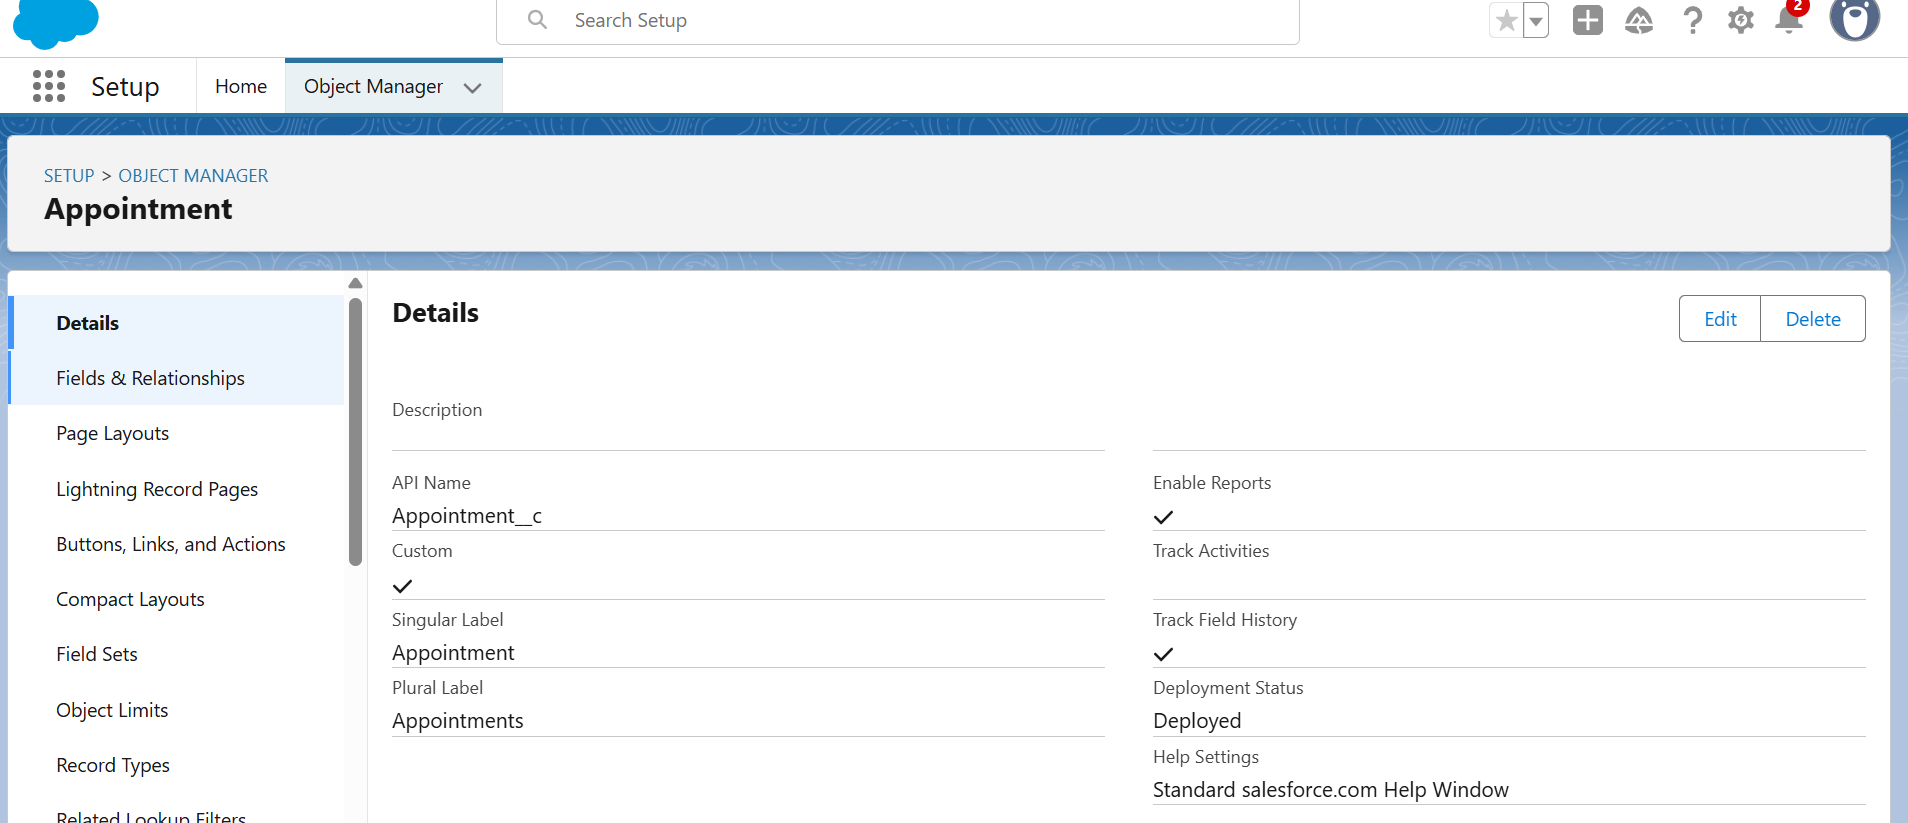 Search Setup
2
Setup
Home
Object Manager
SETUP > OBJECT MANAGER
Appointment
Details
Fields & Relationships
Page Layouts
Lightning Record Pages
Buttons, Links, and Actions
Compact Layouts
Field Sets
Object Limits
Record Types
Related Lookup Filters
Details
Edit
Delete
Description
API Name
Appointment__c
Custom
Singular Label
Appointment
Plural Label
Appointments
Enable Reports
Track Activities
Track Field History
Deployment Status
Deployed
Help Settings
Standard salesforce.com Help Window